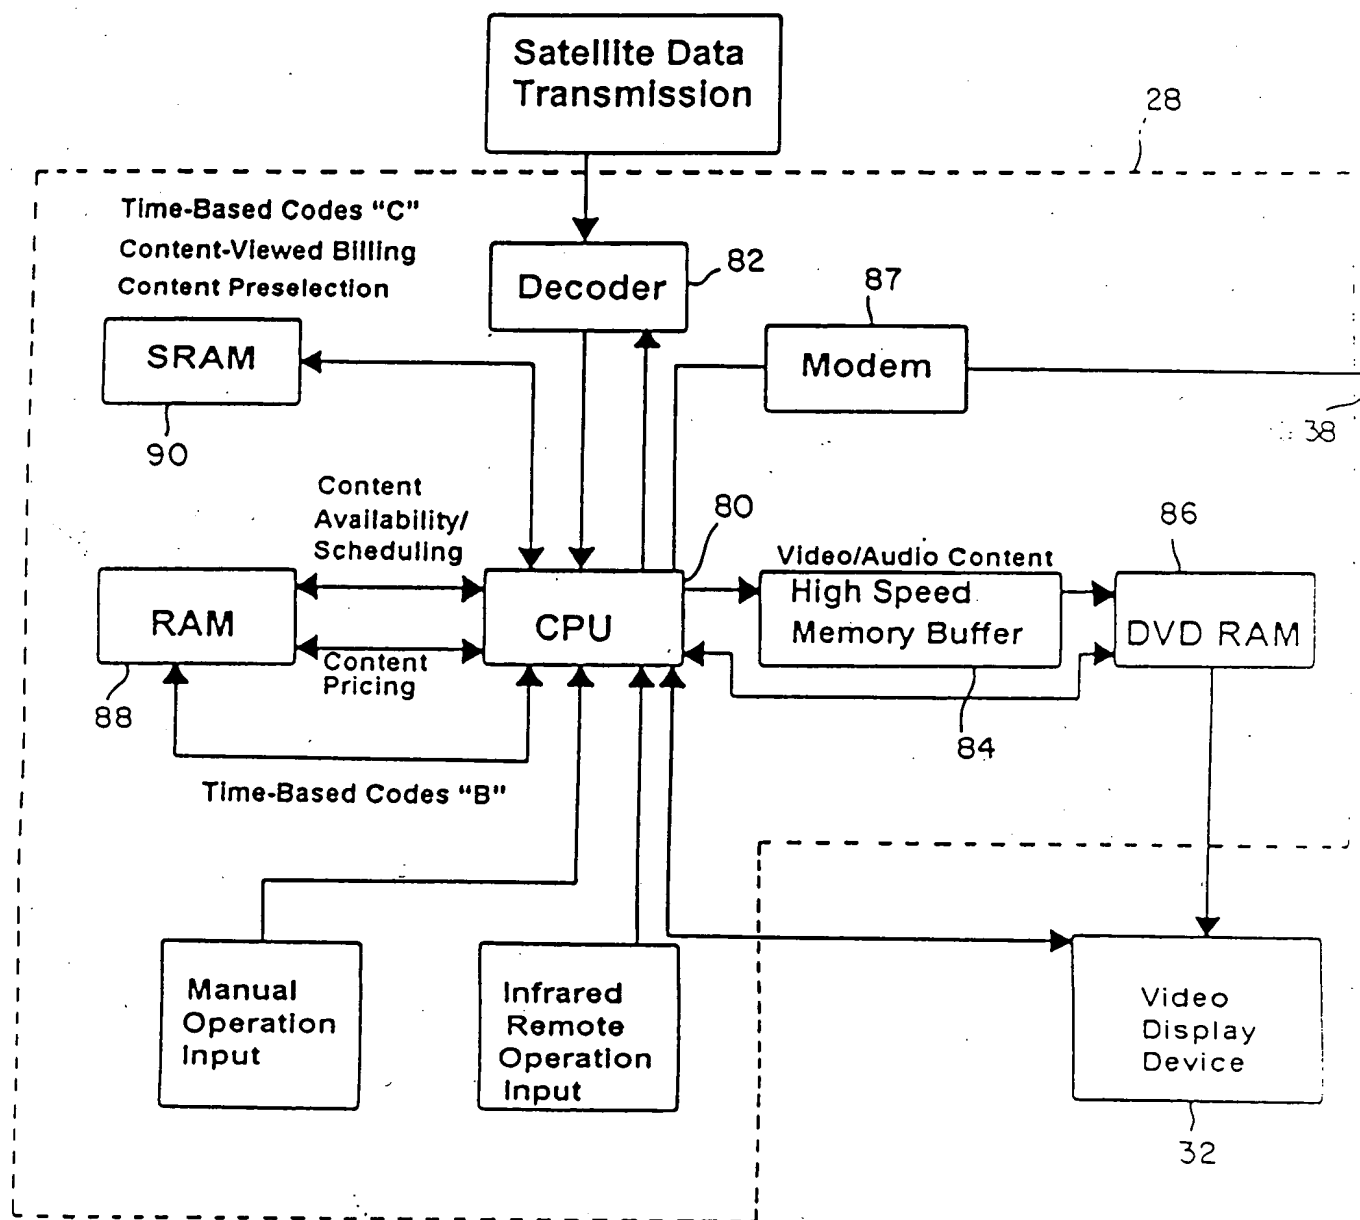 Satellite Data
Transmission
28
Time-Based Codes "C"
Content-Viewed Billing
Content Preselection
Decoder
82
87
SRAM
Modem
90
38
Content
Availability/
Scheduling
80
86
Video/Audio Content
RAM
CPU
High Speed
Memory Buffer
DVD RAM
Content
Pricing
88
84
Time-Based Codes "B"
Manual
Operation
Input
Infrared
Remote
Operation
Input
Video
Display
Device
32